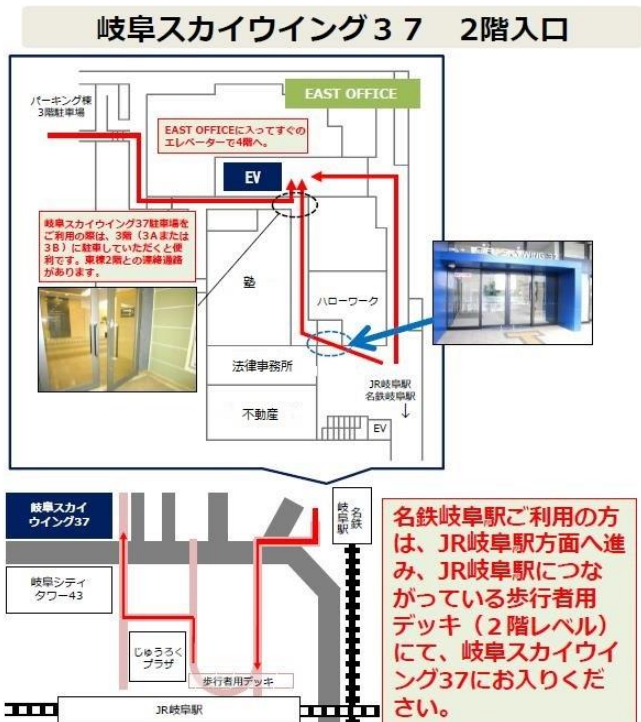 岐阜スカイウイング３７　2階入口
パーキング棟
3階駐車場
EAST OFFICE
EAST OFFICEに入ってすぐの
エレベーターで4階へ。
EV
岐阜スカイウイング37駐車場を
ご利用の際は、3階（3Aまたは
3B）に駐車していただくと便
利です。東棟2階との連絡通路
があります。
塾
ハローワーク
法律事務所
不動産
JR岐阜駅
名鉄岐阜駅
↓
EV
岐阜スカイ
ウイング37
名鉄
岐阜駅
岐阜シティ
タワー43
じゅうろく
プラザ
歩行者用デッキ
JR岐阜駅
名鉄岐阜駅ご利用の方
は、JR岐阜駅方面へ進
み、JR岐阜駅につな
がっている歩行者用
デッキ（２階レベル）
にて、岐阜スカイウイ
ング37にお入りくだ
さい。